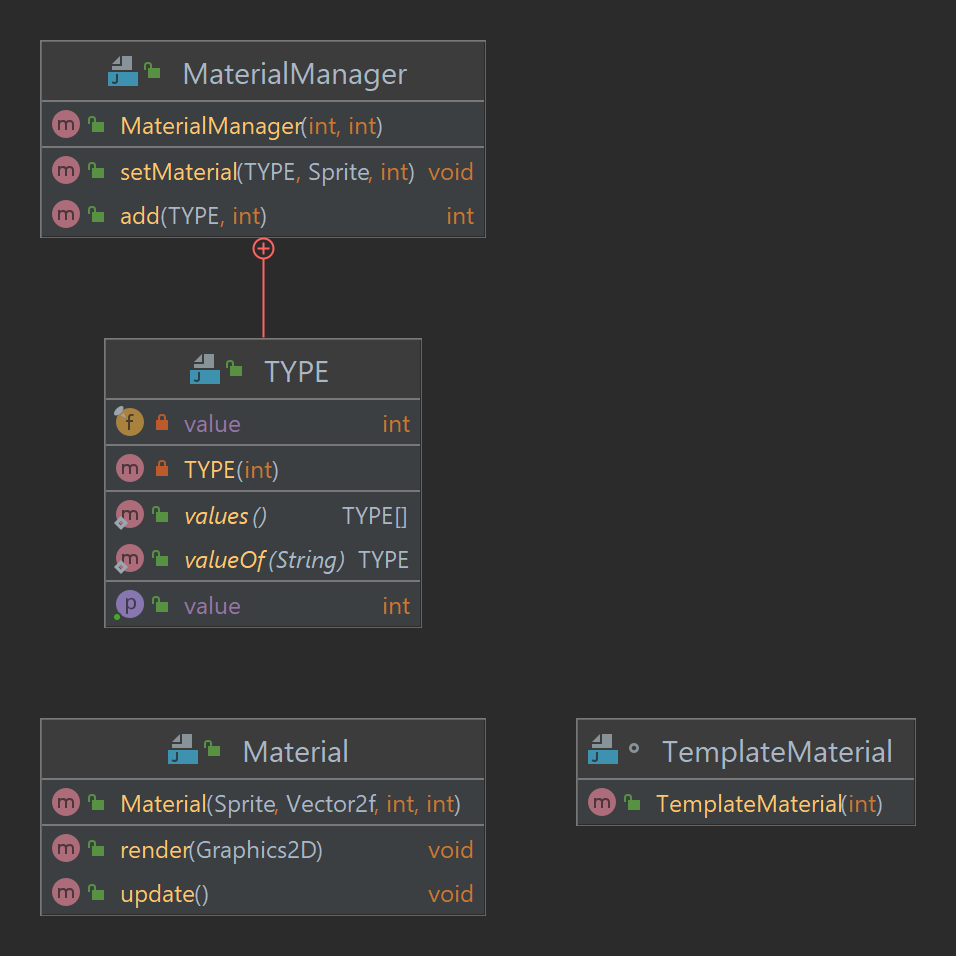 MaterialManager
MaterialManager(int, int)
setMaterial(TYPE, Sprite, int) void
add(TYPE, int) int
TYPE
f value int
m TYPE(int)
m values() TYPE[]
m valueOf(String) TYPE
p value int
Material
m Material(Sprite, Vector2f, int, int)
m render(Graphics2D) void
m update() void
TemplateMaterial
m TemplateMaterial(int)